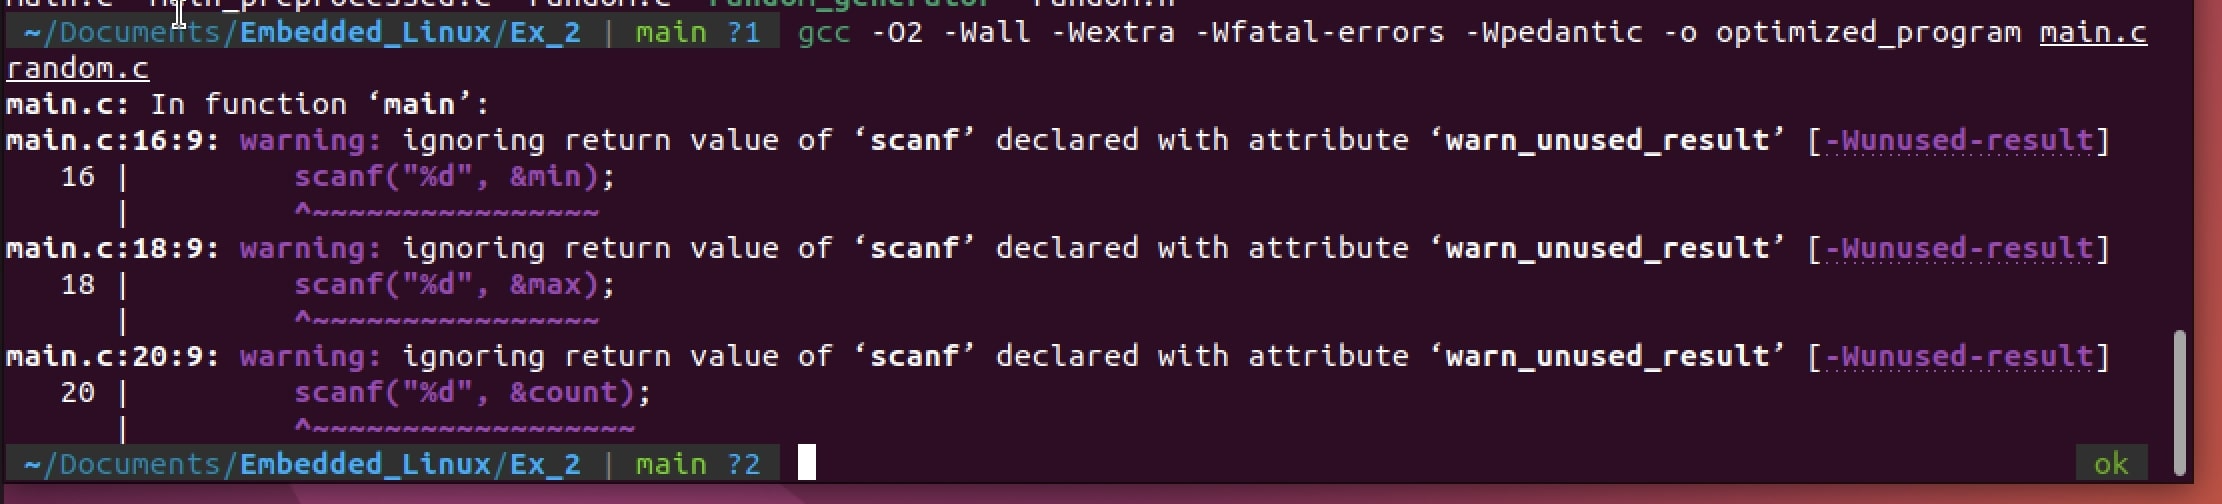 ~/Documents/Embedded_Linux/Ex_2 | main ?1 gcc -O2 -Wall -Wextra -Wfatal-errors -Wpedantic -o optimized_program main.c
random.c
main.c: In function ‘main’:
main.c:16:9: warning: ignoring return value of ‘scanf’ declared with attribute ‘warn_unused_result’ [-Wunused-result]
16 | scanf("%d", &min);
| ^~~~~~~~~~~~~~~~~
main.c:18:9: warning: ignoring return value of ‘scanf’ declared with attribute ‘warn_unused_result’ [-Wunused-result]
18 | scanf("%d", &max);
| ^~~~~~~~~~~~~~~~~
main.c:20:9: warning: ignoring return value of ‘scanf’ declared with attribute ‘warn_unused_result’ [-Wunused-result]
20 | scanf("%d", &count);
| ^~~~~~~~~~~~~~~~~~~
~/Documents/Embedded_Linux/Ex_2 | main ?2 ok